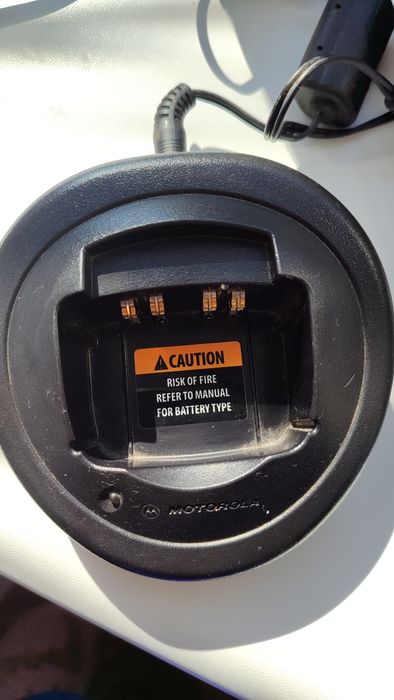 CAUTION
RISK OF FIRE
REFER TO MANUAL
FOR BATTERY TYPE
MOTOROLA